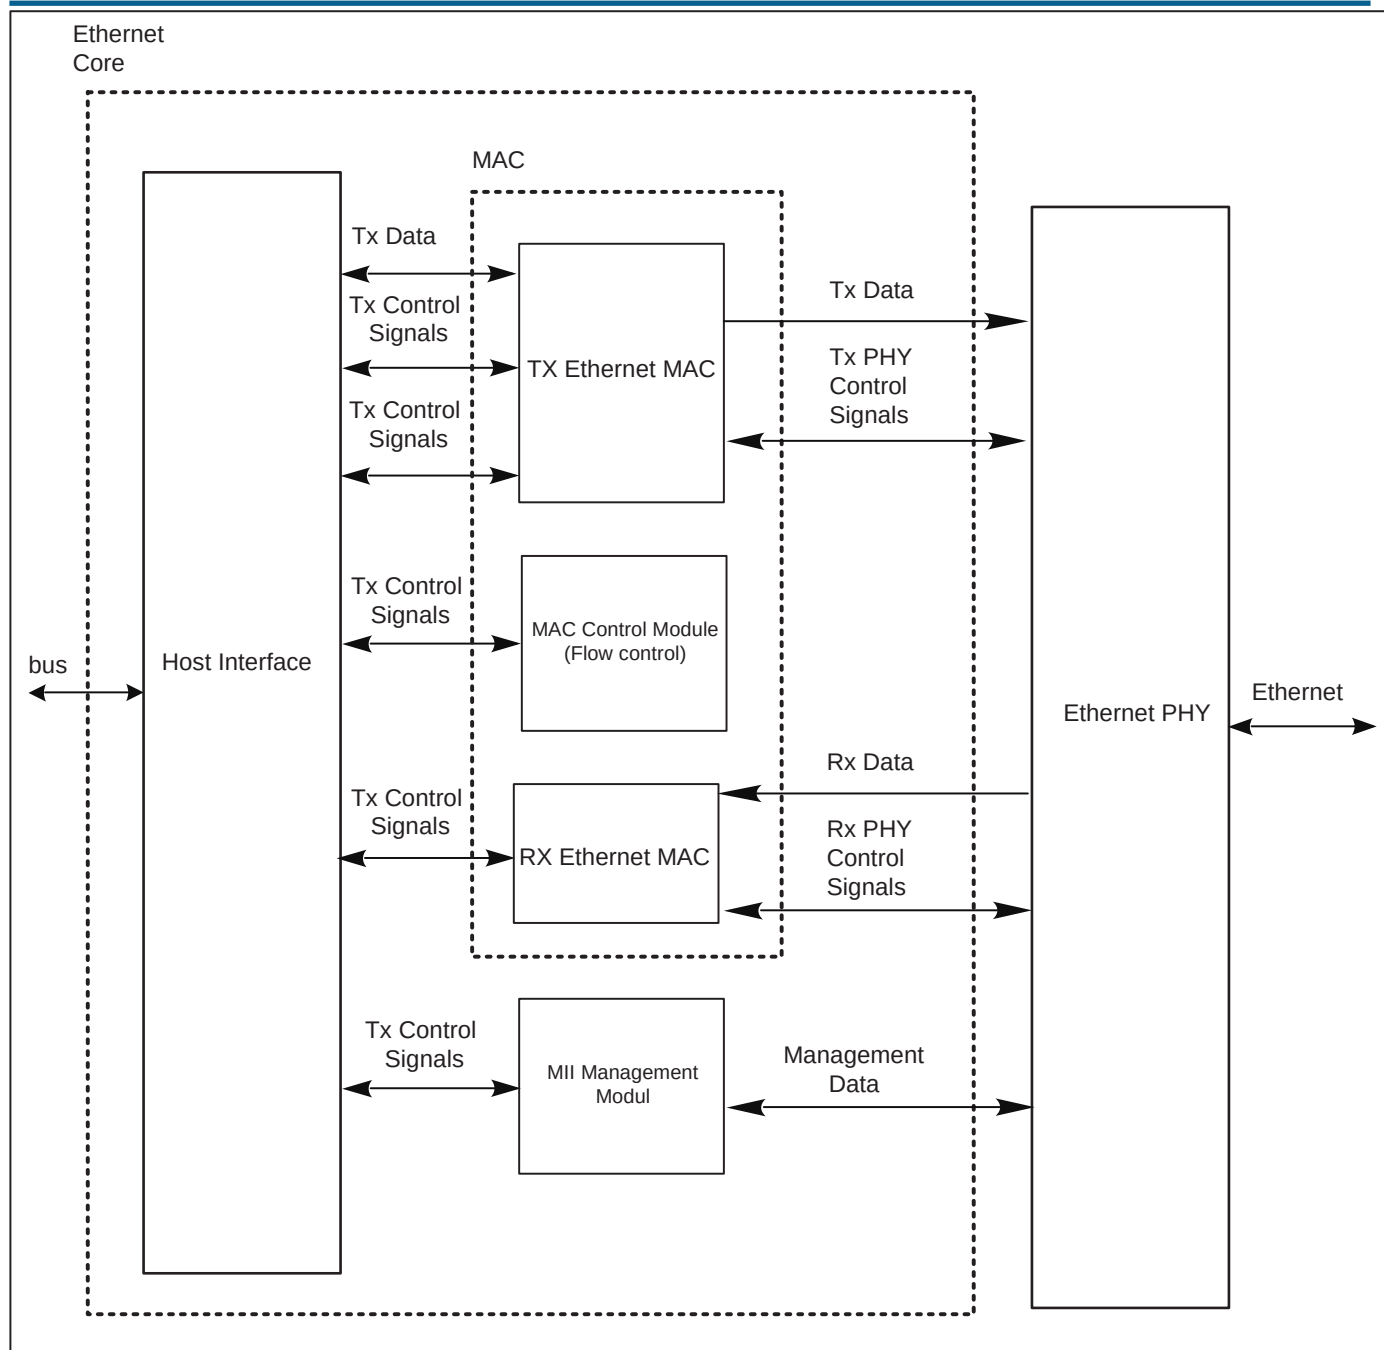 Ethernet
Core
MAC
Tx Data
Tx Control
Signals
Tx Control
Signals
TX Ethernet MAC
Tx Data
Tx PHY
Control
Signals
Tx Control
Signals
MAC Control Module
(Flow control)
bus
Host Interface
Ethernet PHY
Ethernet
Tx Control
Signals
RX Ethernet MAC
Rx Data
Rx PHY
Control
Signals
Tx Control
Signals
MII Management
Modul
Management
Data